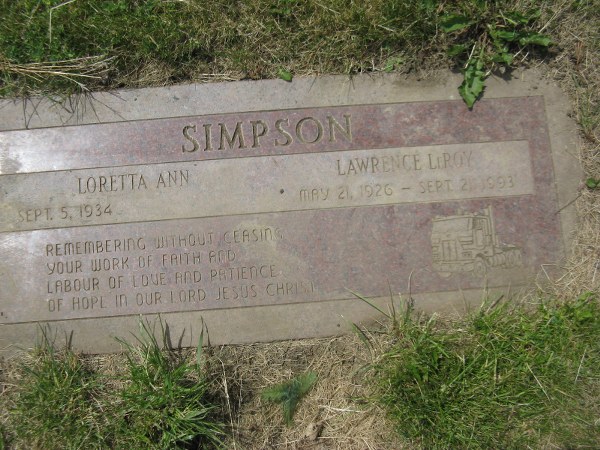 SIMPSON
LORETTA ANN
SEPT. 5, 1934
LAWRENCE LEROY
MAY 21, 1926 - SEPT. 21, 1993
REMEMBERING WITHOUT CEASING
YOUR WORK OF FAITH AND
LABOUR OF LOVE AND PATIENCE
OF HOPE IN OUR LORD JESUS CHRIST